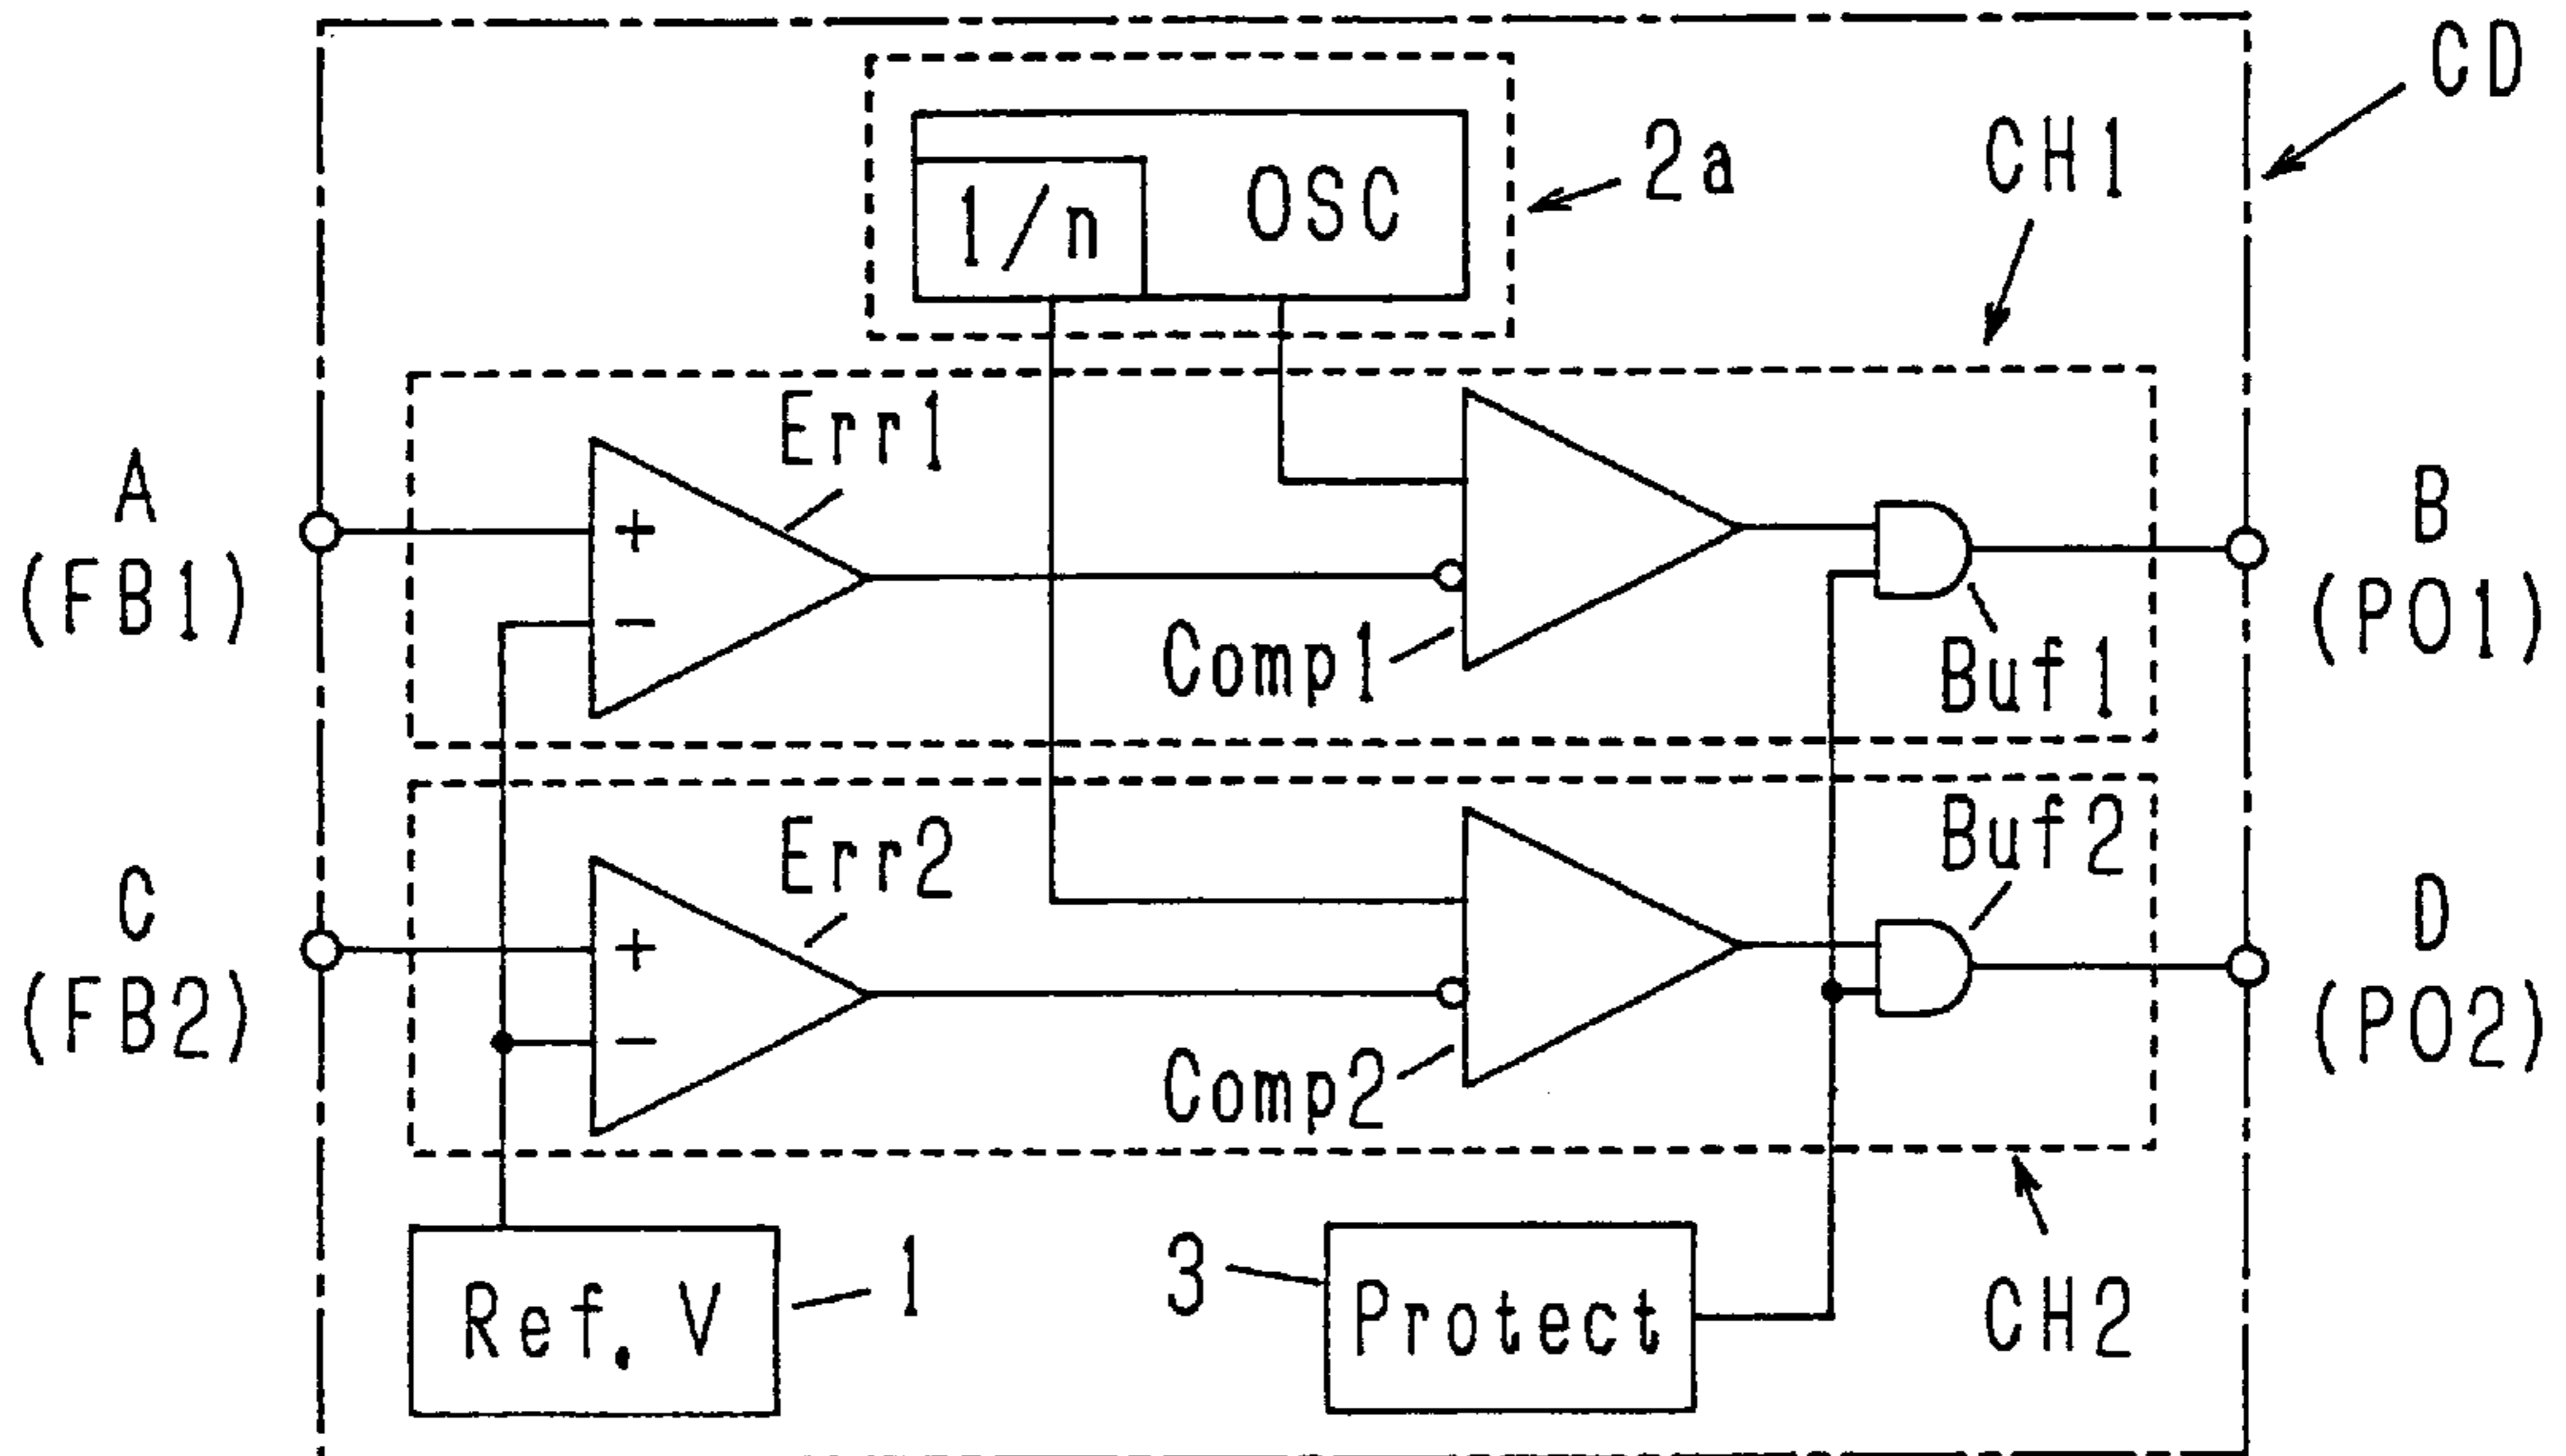 CD
2a
CH1
1/n
OSC
Err1
A
(FB1)
+
−
Comp1
Buf1
B
(PO1)
Err2
Buf2
C
(FB2)
+
−
Comp2
D
(PO2)
Ref. V
1
3
Protect
CH2